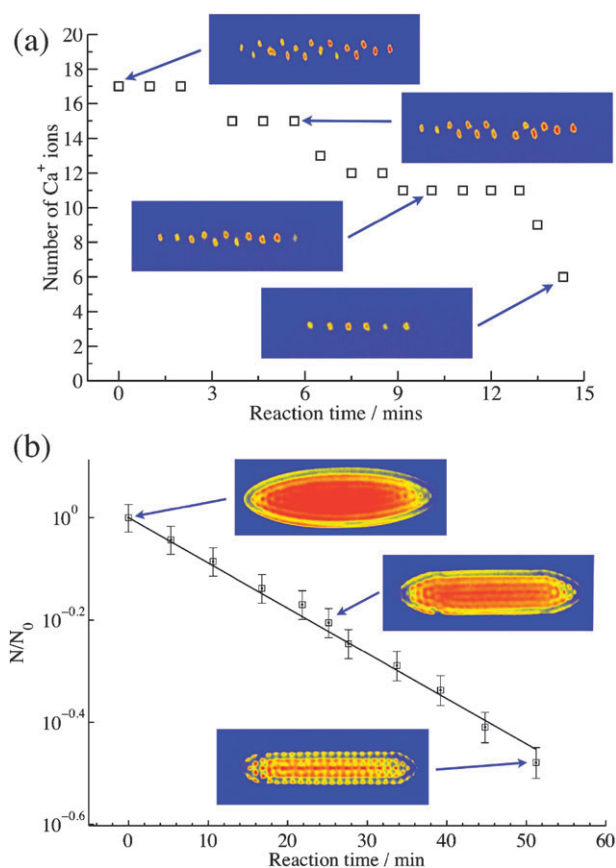 (a)
20
18
16
14
12
10
8
6
4
2
0
Number of Ca⁺ ions
0 3 6 9 12 15
Reaction time / mins
(b)
10⁰
10⁻⁰·²
10⁻⁰·⁴
10⁻⁰·⁶
N/N₀
0 10 20 30 40 50 60
Reaction time / min